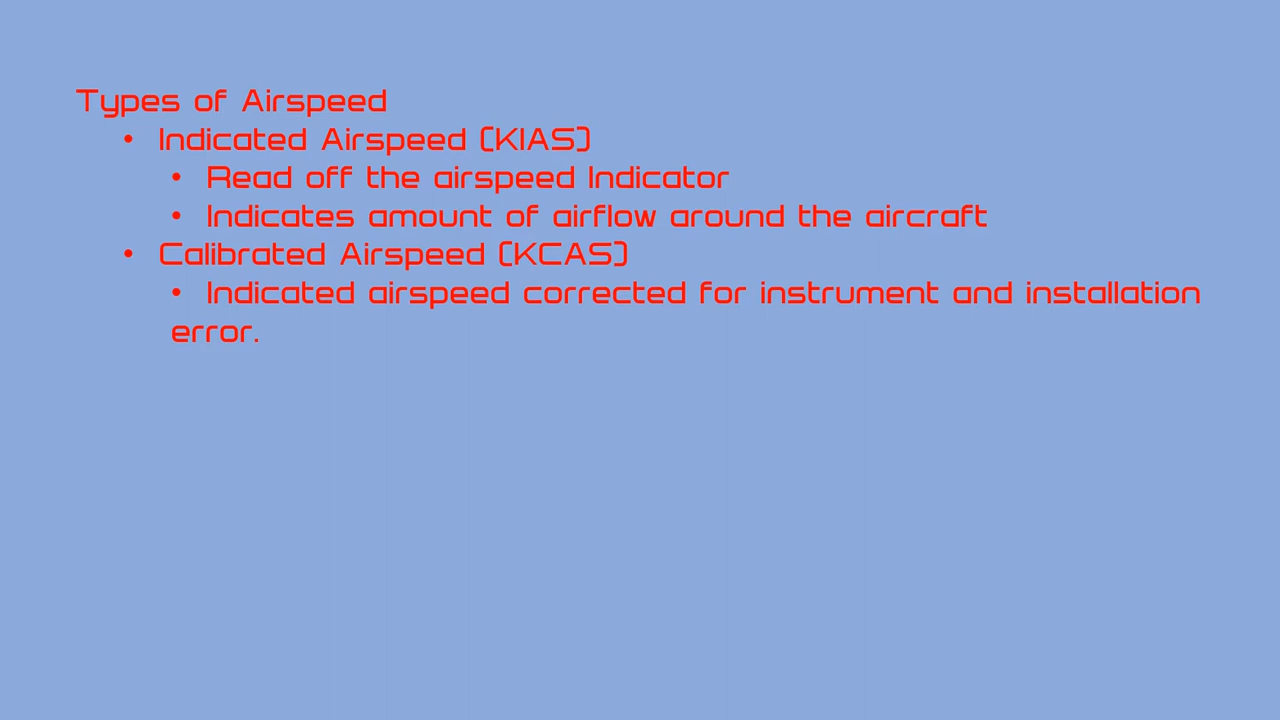 Types of Airspeed
• Indicated Airspeed (KIAS)
• Read off the airspeed Indicator
• Indicates amount of airflow around the aircraft
• Calibrated Airspeed (KCAS)
• Indicated airspeed corrected for instrument and installation
error.